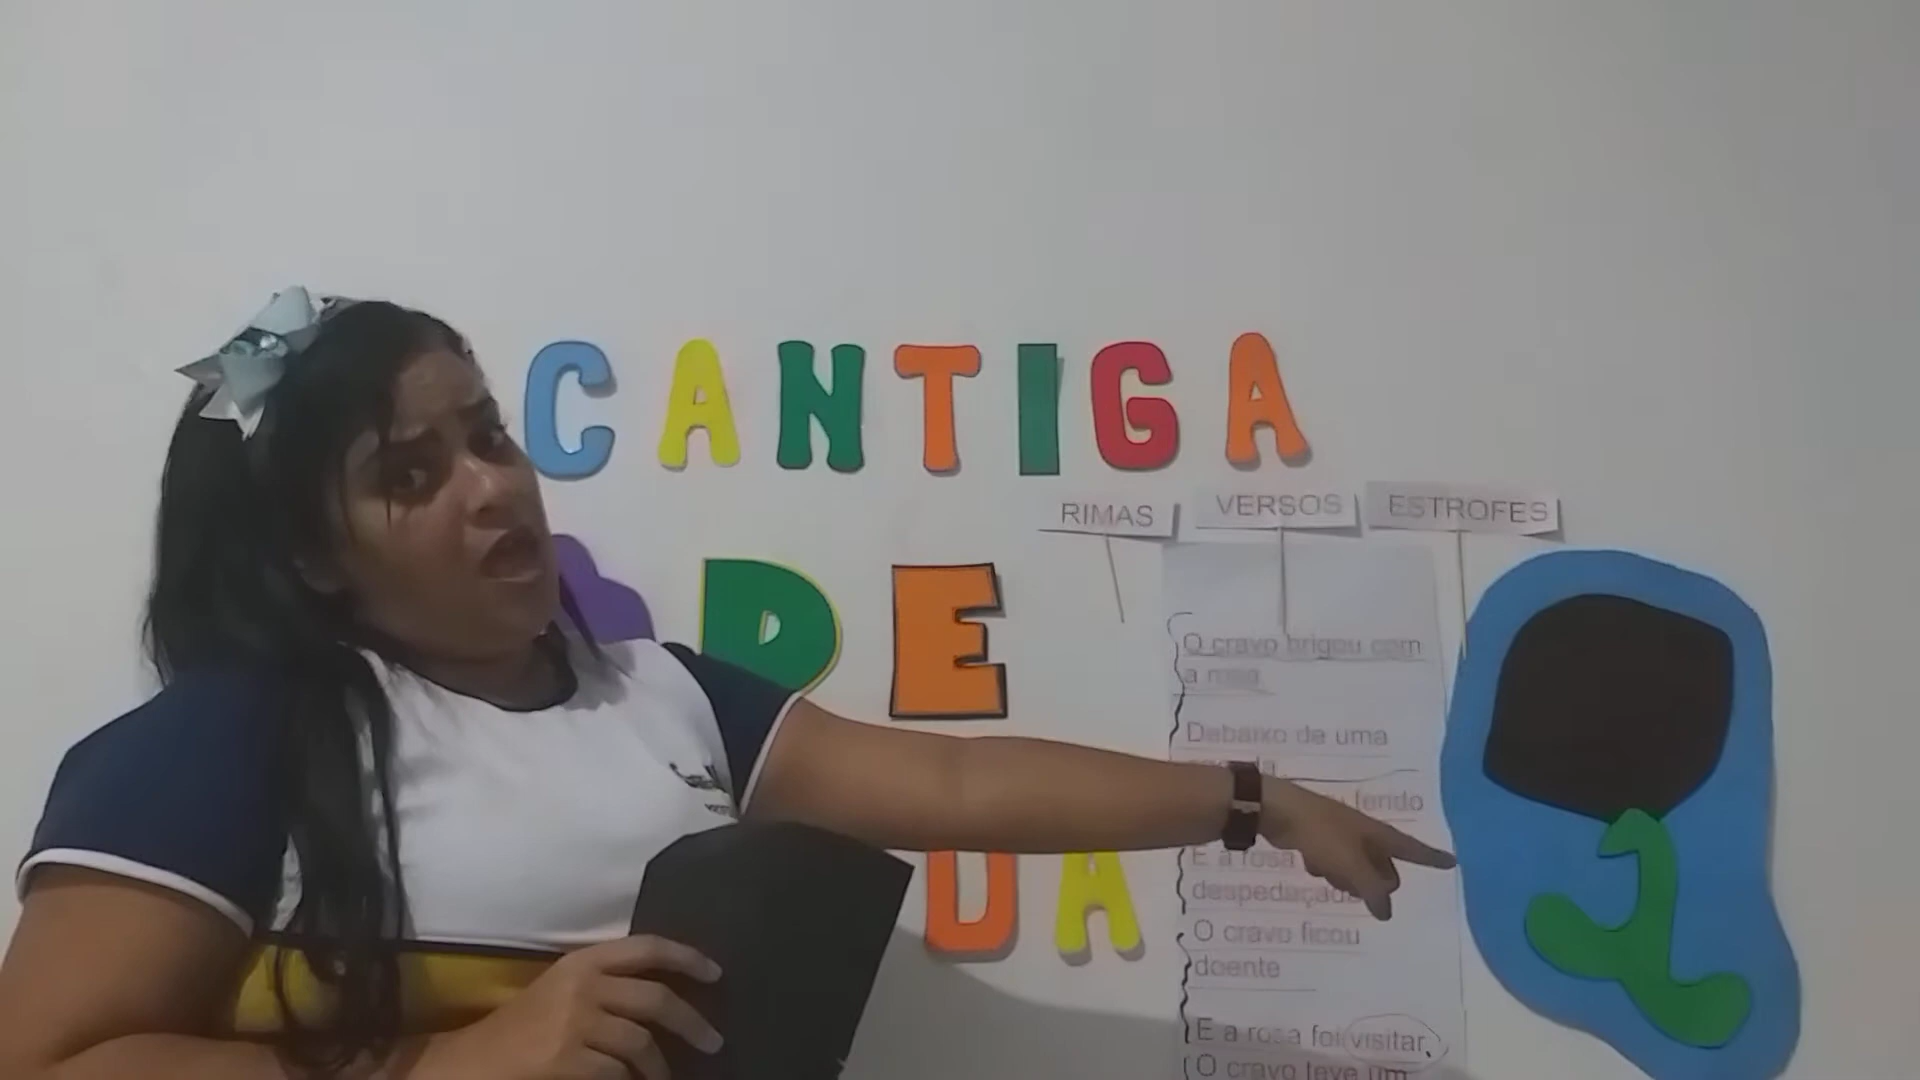 CANTIGA
RIMAS VERSOS ESTROFES
DE
O cravo brigou com
a rosa
Debaixo de uma
ferido
E a rosa
despedaçada
DA
O cravo ficou
doente
E a rosa foi visitar,
O cravo teve um